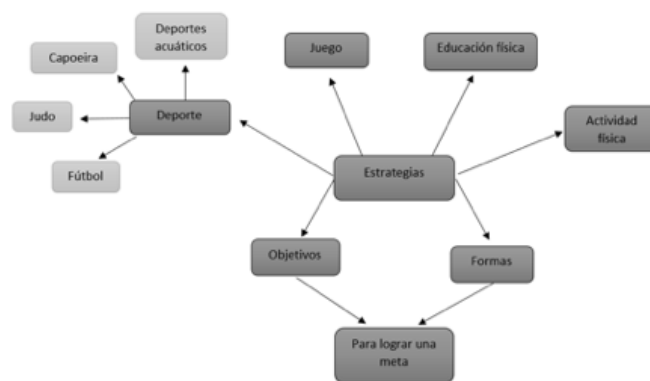 Deportes
acuáticos
Capoeira
Juego
Educación física
Judo
Deporte
Actividad
física
Fútbol
Estrategias
Objetivos
Formas
Para lograr una
meta